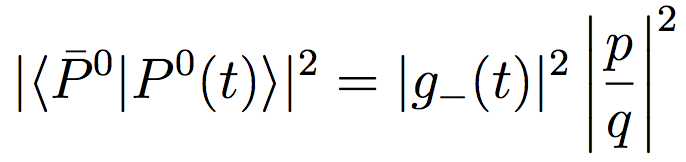 |⟨P̄⁰|P⁰(t)⟩|² = |g₋(t)|² |p/q|²